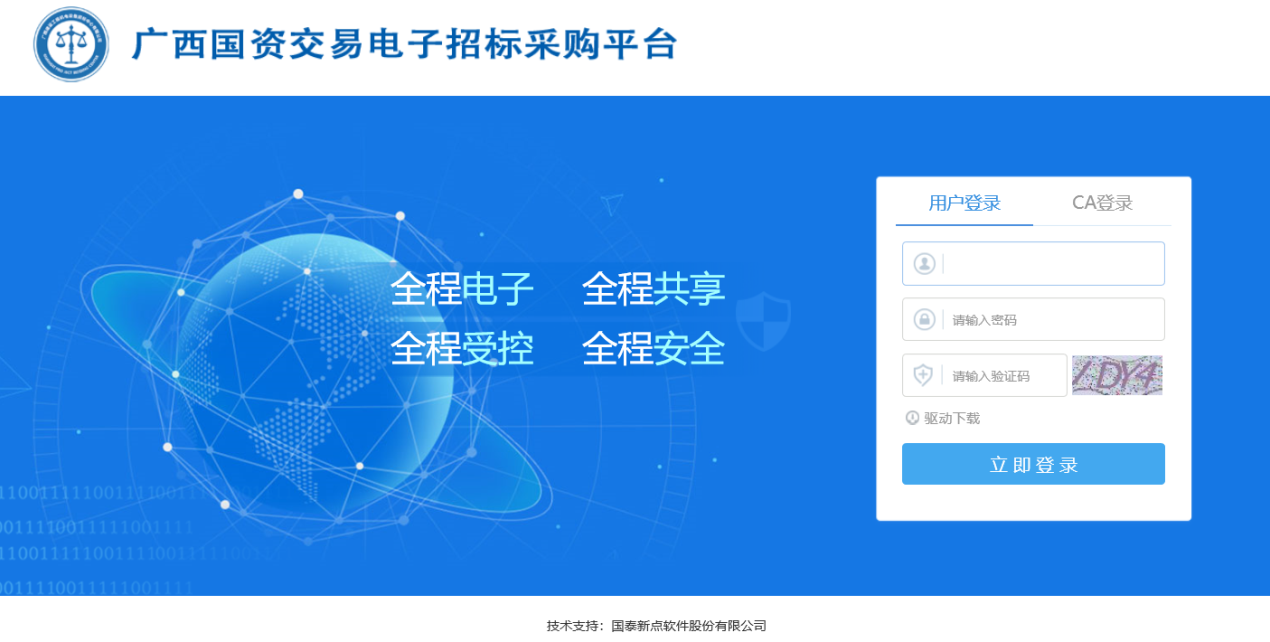 广西国资交易电子招标采购平台
用户登录 CA登录
全程电子 全程共享
全程受控 全程安全
请输入密码
请输入验证码
DY4
驱动下载
立即登录
110011111001111100111
0011110011111001111
技术支持：国泰新点软件股份有限公司